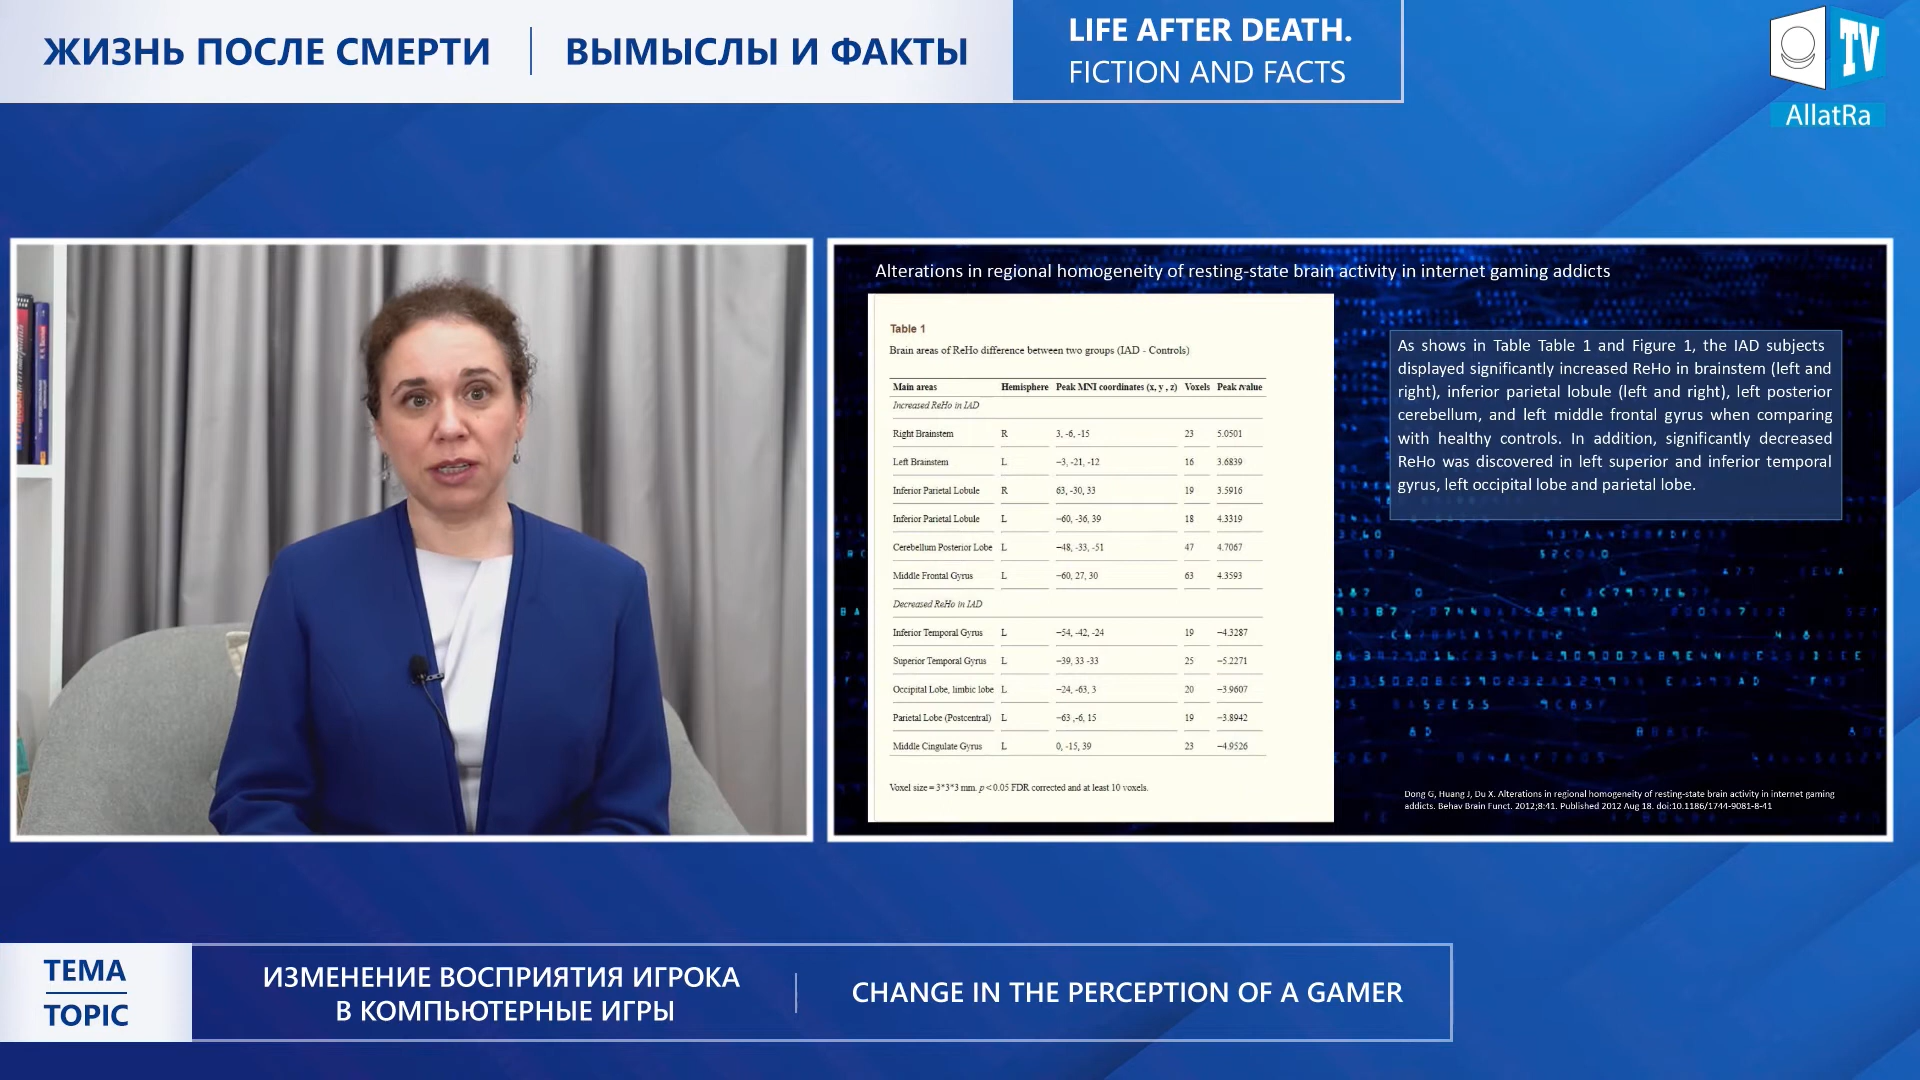 ЖИЗНЬ ПОСЛЕ СМЕРТИ
ВЫМЫСЛЫ И ФАКТЫ
LIFE AFTER DEATH.
FICTION AND FACTS
TV
AllatRa
Alterations in regional homogeneity of resting-state brain activity in internet gaming addicts
Table 1
Brain areas of ReHo difference between two groups (IAD - Controls)
Main areas Hemisphere Peak MNI coordinates (x, y , z) Voxels Peak tvalue
Increased ReHo in IAD
Right Brainstem R 3, -6, -15 23 5.0501
Left Brainstem L −3, -21, -12 16 3.6839
Inferior Parietal Lobule R 63, -30, 33 19 3.5916
Inferior Parietal Lobule L −60, -36, 39 18 4.3319
Cerebellum Posterior Lobe L −48, -33, -51 47 4.7067
Middle Frontal Gyrus L −60, 27, 30 63 4.3593
Decreased ReHo in IAD
Inferior Temporal Gyrus L −54, -42, -24 19 −4.3287
Superior Temporal Gyrus L −39, 33 -33 25 −5.2271
Occipital Lobe, limbic lobe L −24, -63, 3 20 −3.9607
Parietal Lobe (Postcentral) L −63 ,-6, 15 19 −3.8942
Middle Cingulate Gyrus L 0, -15, 39 23 −4.9526
Voxel size = 3*3*3 mm. p < 0.05 FDR corrected and at least 10 voxels.
As shows in Table Table 1 and Figure 1, the IAD subjects
displayed significantly increased ReHo in brainstem (left and
right), inferior parietal lobule (left and right), left posterior
cerebellum, and left middle frontal gyrus when comparing
with healthy controls. In addition, significantly decreased
ReHo was discovered in left superior and inferior temporal
gyrus, left occipital lobe and parietal lobe.
Dong G, Huang J, Du X. Alterations in regional homogeneity of resting-state brain activity in internet gaming
addicts. Behav Brain Funct. 2012;8:41. Published 2012 Aug 18. doi:10.1186/1744-9081-8-41
ТЕМА
TOPIC
ИЗМЕНЕНИЕ ВОСПРИЯТИЯ ИГРОКА
В КОМПЬЮТЕРНЫЕ ИГРЫ
CHANGE IN THE PERCEPTION OF A GAMER